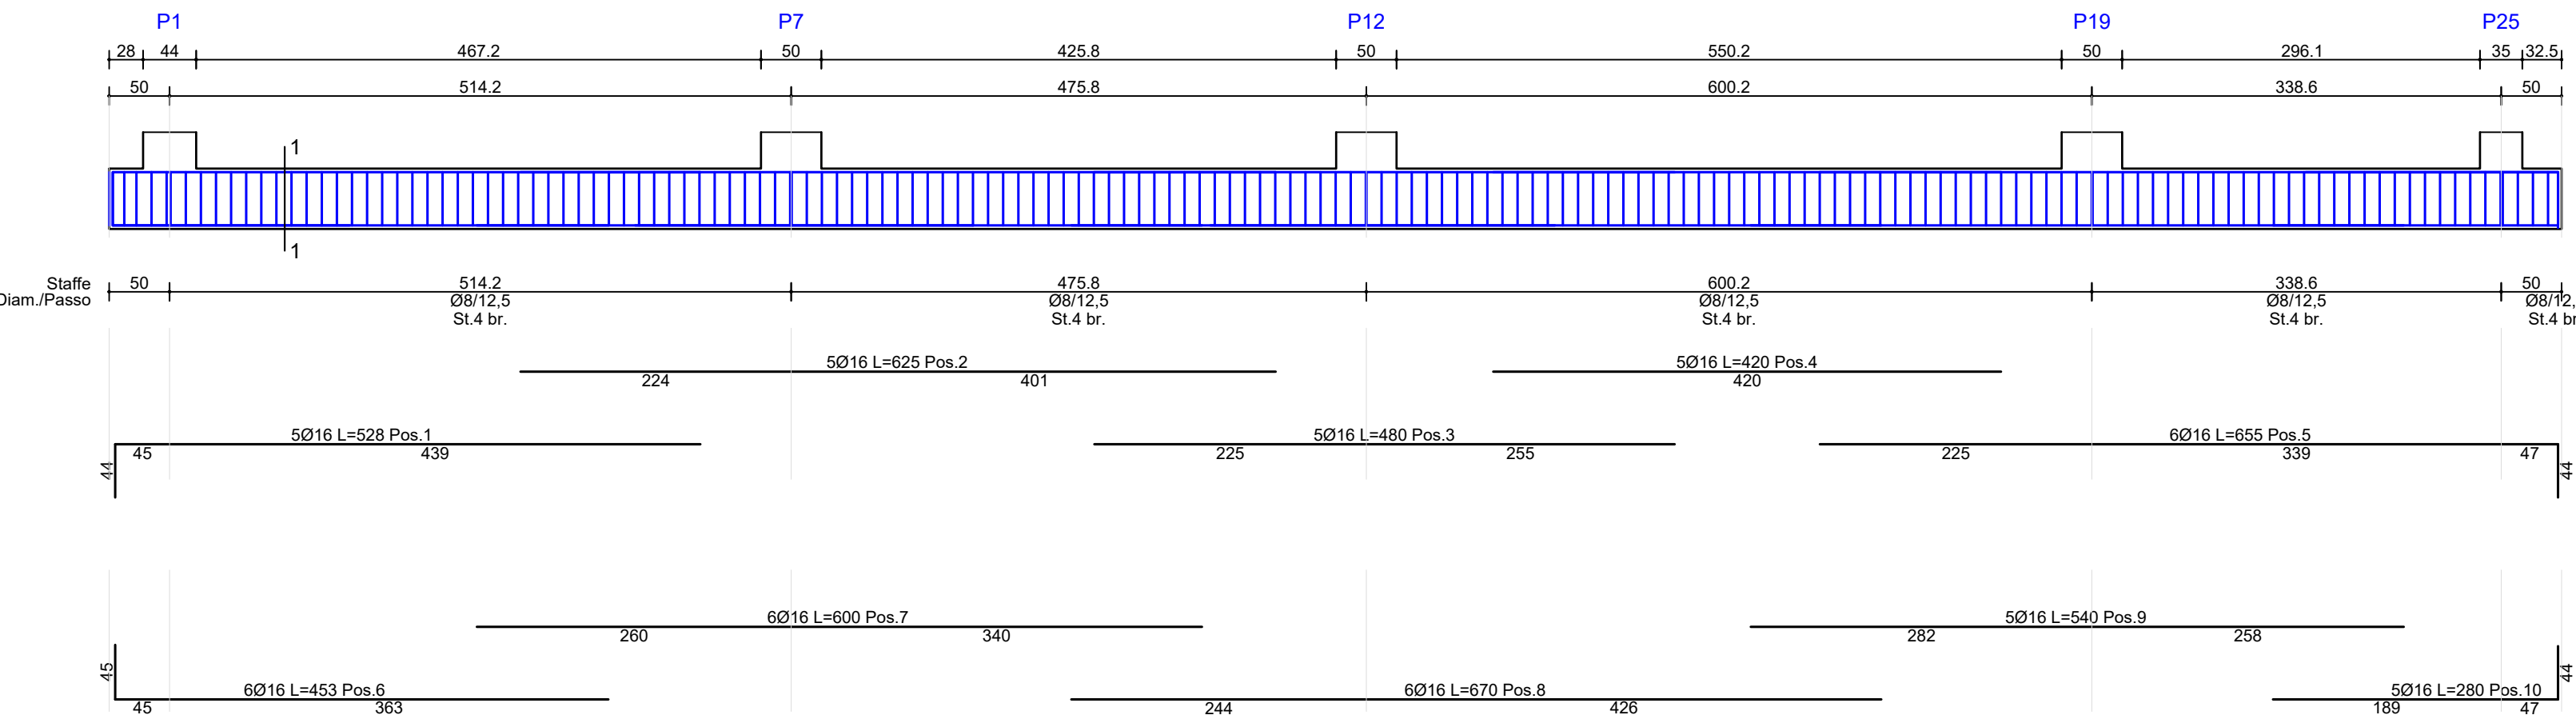 P1 P7 P12 P19 P25
28 44 467.2 50 425.8 50 550.2 50 296.1 35 32.5
50 514.2 475.8 600.2 338.6 50
1
1
Staffe 50 514.2 475.8 600.2 338.6 50
Diam./Passo Ø8/12,5 Ø8/12,5 Ø8/12,5 Ø8/12,5 Ø8/12,
St.4 br. St.4 br. St.4 br. St.4 br. St.4 br
5Ø16 L=625 Pos.2 5Ø16 L=420 Pos.4
224 401 420
5Ø16 L=528 Pos.1 5Ø16 L=480 Pos.3 6Ø16 L=655 Pos.5
45 439 225 255 225 339 47
44 44
6Ø16 L=600 Pos.7 5Ø16 L=540 Pos.9
260 340 282 258
45 44
6Ø16 L=453 Pos.6 6Ø16 L=670 Pos.8 5Ø16 L=280 Pos.10
45 363 244 426 189 47